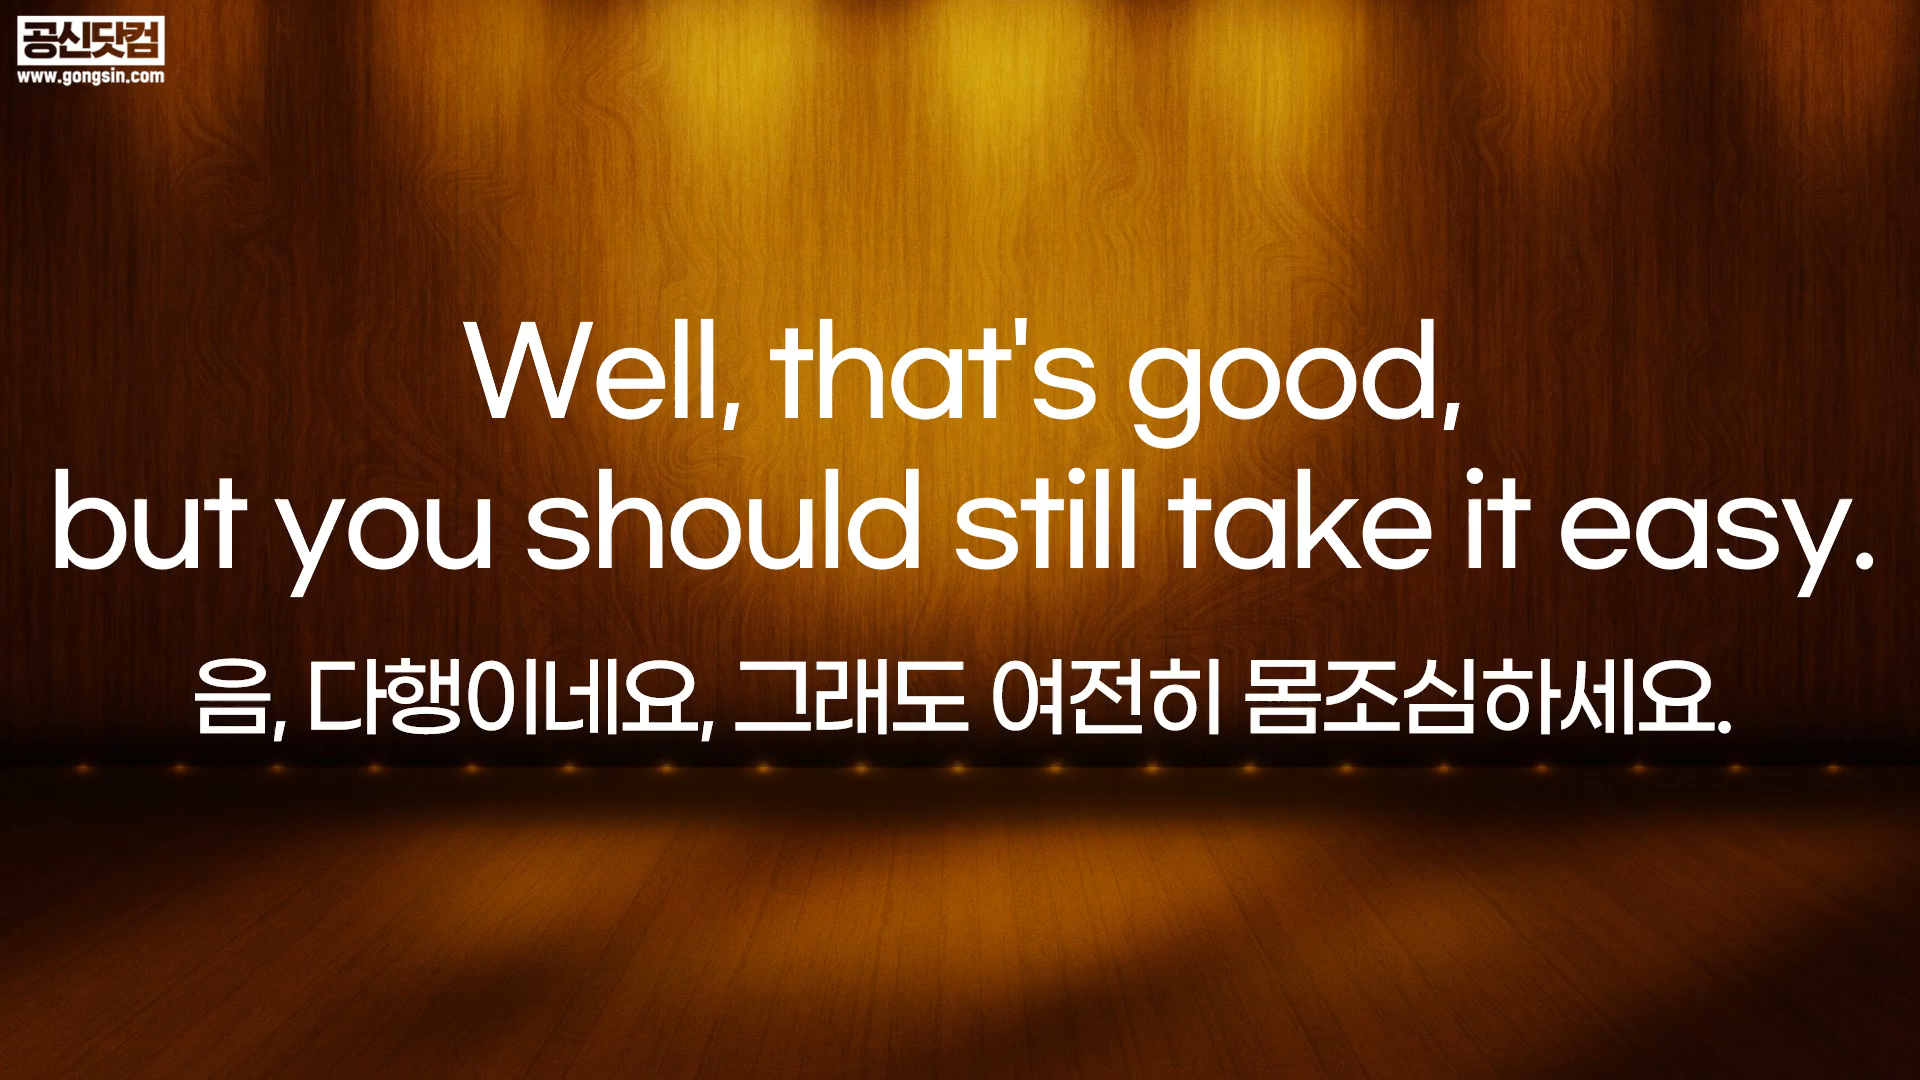 공신닷컴
www.gongsin.com
Well, that's good,
but you should still take it easy.
음, 다행이네요, 그래도 여전히 몸조심하세요.